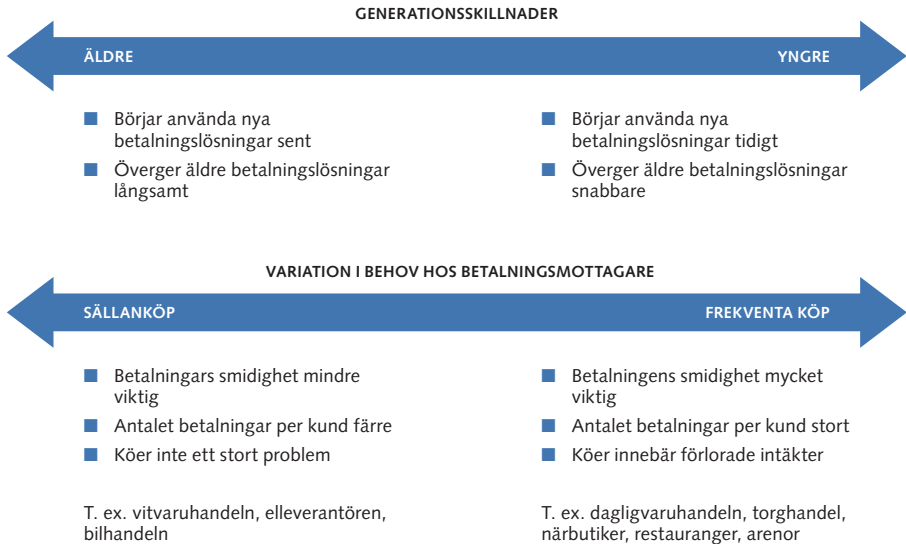 GENERATIONSSKILLNADER
ÄLDRE
YNGRE
Börjar använda nya
betalningslösningar sent
Överger äldre betalningslösningar
långsamt
Börjar använda nya
betalningslösningar tidigt
Överger äldre betalningslösningar
snabbare
VARIATION I BEHOV HOS BETALNINGSMOTTAGARE
SÄLLANKÖP
FREKVENTA KÖP
Betalningars smidighet mindre
viktig
Antalet betalningar per kund färre
Köer inte ett stort problem
T. ex. vitvaruhandeln, elleverantören,
bilhandeln
Betalningens smidighet mycket
viktig
Antalet betalningar per kund stort
Köer innebär förlorade intäkter
T. ex. dagligvaruhandeln, torghandel,
närbutiker, restauranger, arenor